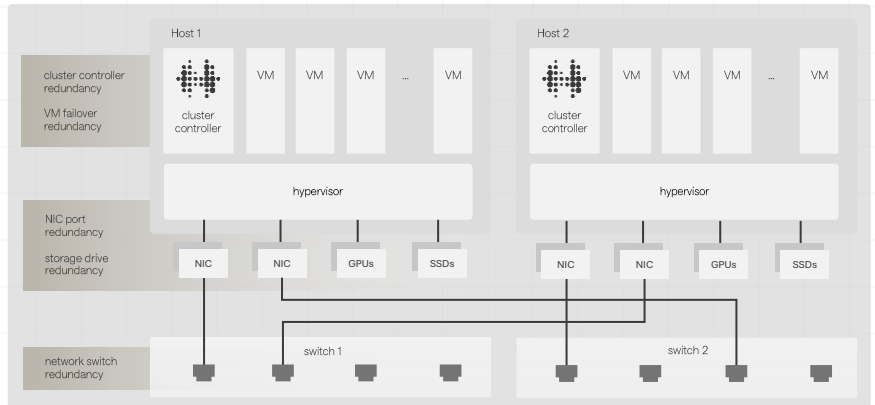 Host 1
cluster controller
redundancy
VM failover
redundancy
cluster
controller
VM
VM
VM
...
VM
hypervisor
Host 2
cluster
controller
VM
VM
VM
...
VM
hypervisor
NIC port
redundancy
storage drive
redundancy
NIC
NIC
GPUs
SSDs
NIC
NIC
GPUs
SSDs
network switch
redundancy
switch 1
switch 2